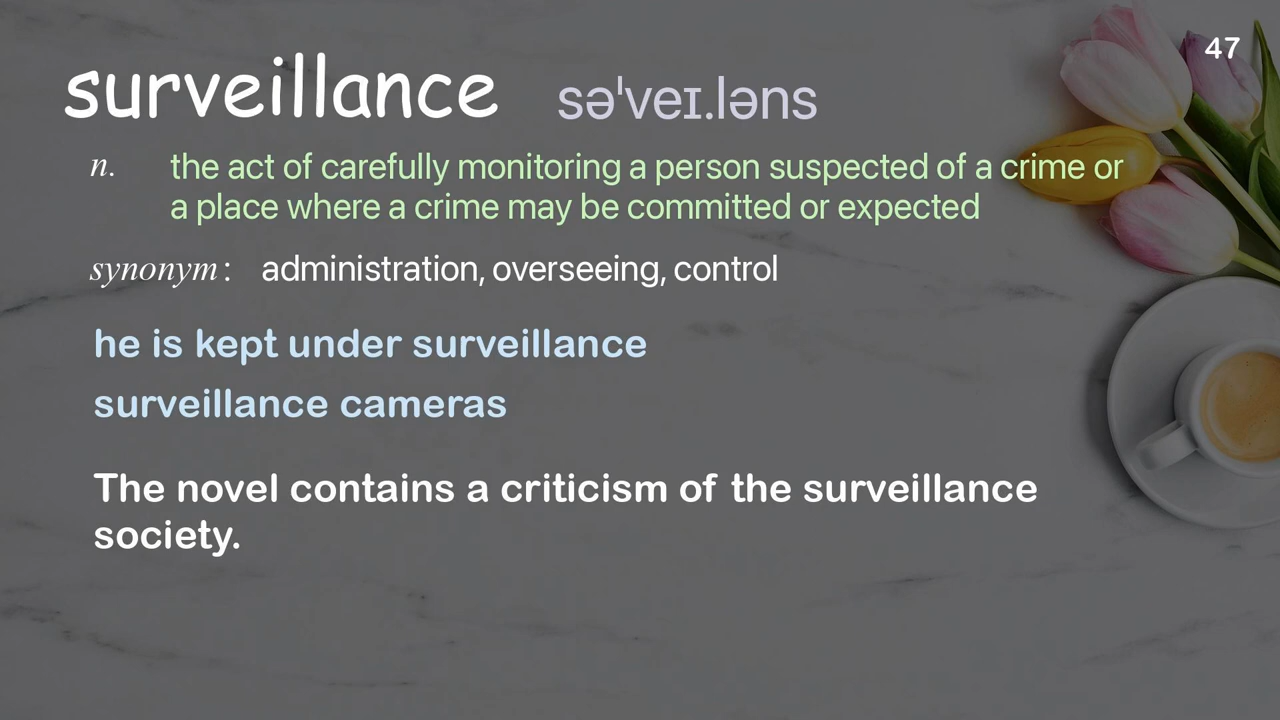 47
surveillance səˈveɪ.ləns
n. the act of carefully monitoring a person suspected of a crime or
a place where a crime may be committed or expected
synonym: administration, overseeing, control
he is kept under surveillance
surveillance cameras
The novel contains a criticism of the surveillance
society.